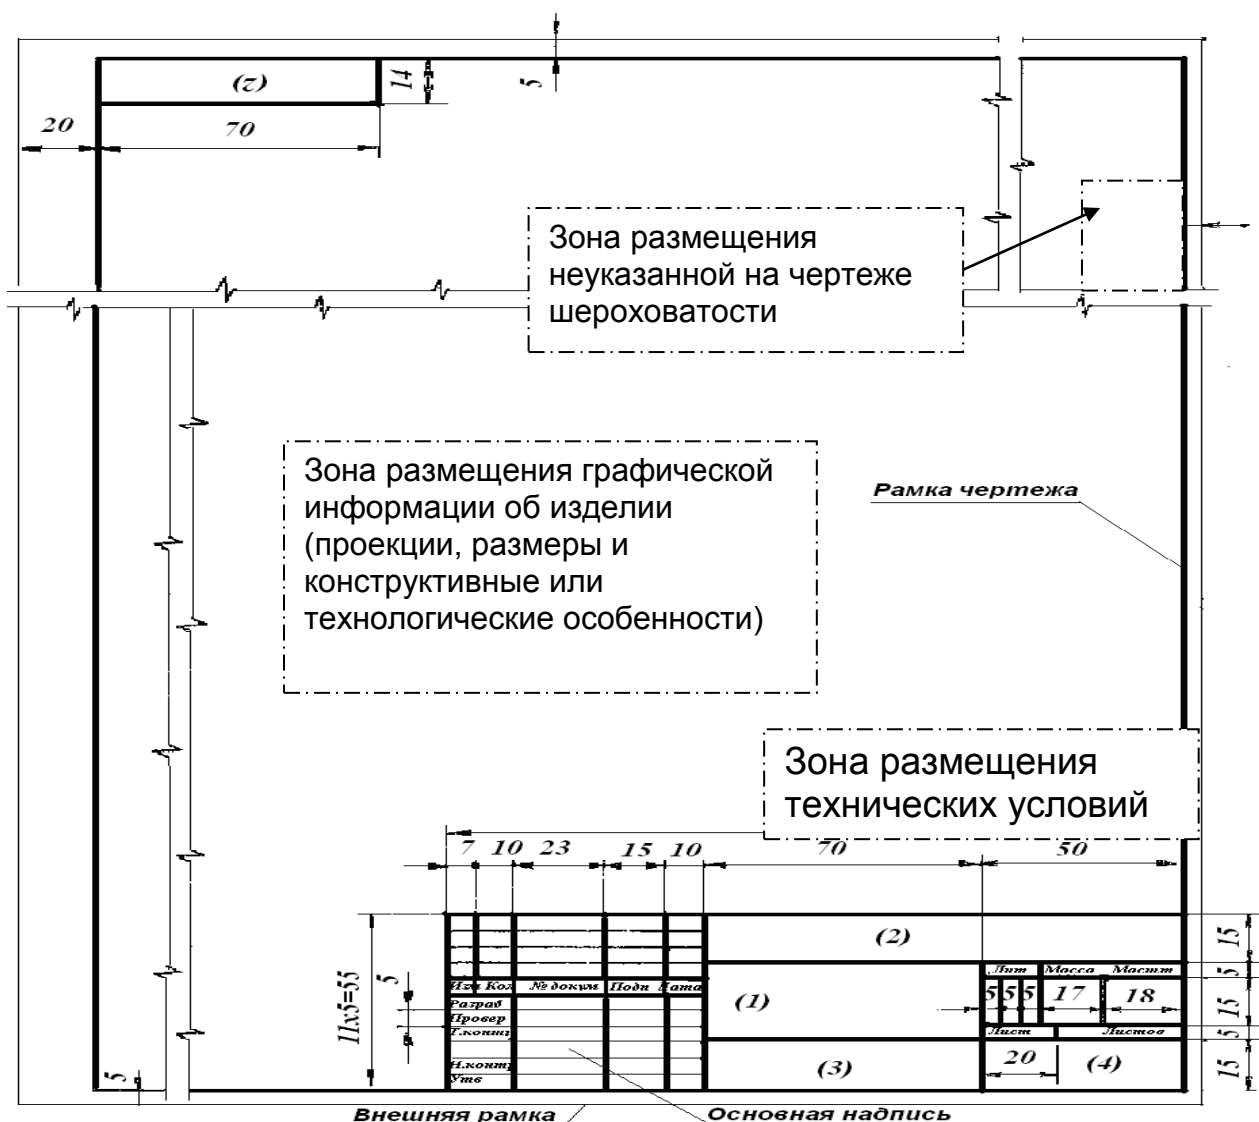 (2)
14
5
20
70
Зона размещения
неуказанной на чертеже
шероховатости
Зона размещения графической
информации об изделии
(проекции, размеры и
конструктивные или
технологические особенности)
Рамка чертежа
Зона размещения
технических условий
7 10 23 15 10 70 50
(2)
15
Лит Масса Масшт
5
11x5=55
5
Изм Кол № докум Подп Дата
(1)
5 5 5 17 18
15
Разраб
Провер
Т.контр
Лист Листов
5
Н.контр
Утв
(3)
20
(4)
15
5
Внешняя рамка
Основная надпись